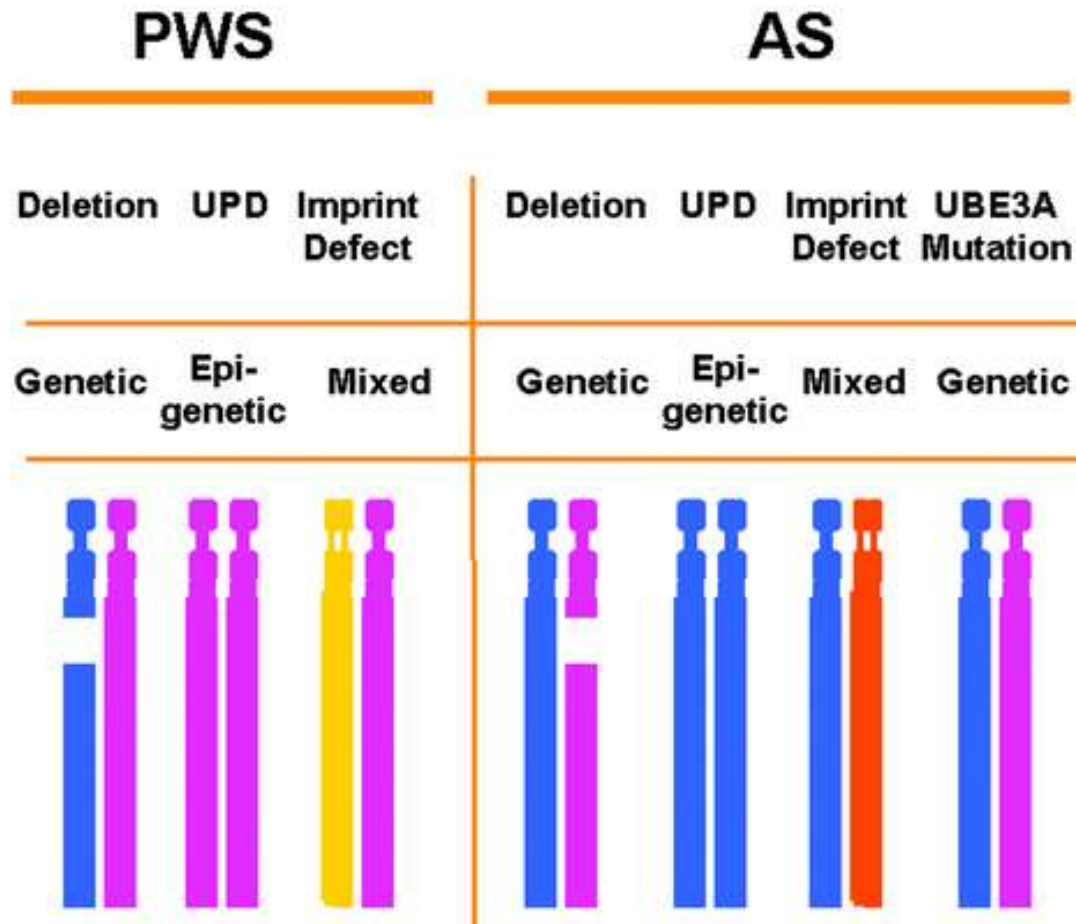 PWS AS
Deletion UPD Imprint Defect Deletion UPD Imprint Defect UBE3A Mutation
Genetic Epi-genetic Mixed Genetic Epi-genetic Mixed Genetic